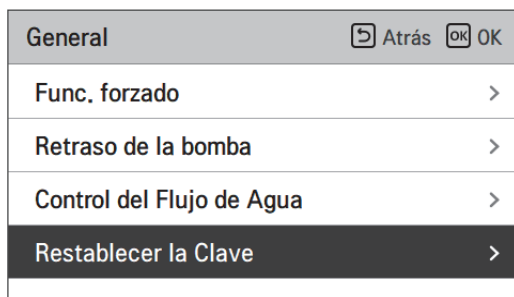 General Atrás OK OK
Func. forzado >
Retraso de la bomba >
Control del Flujo de Agua >
Restablecer la Clave >